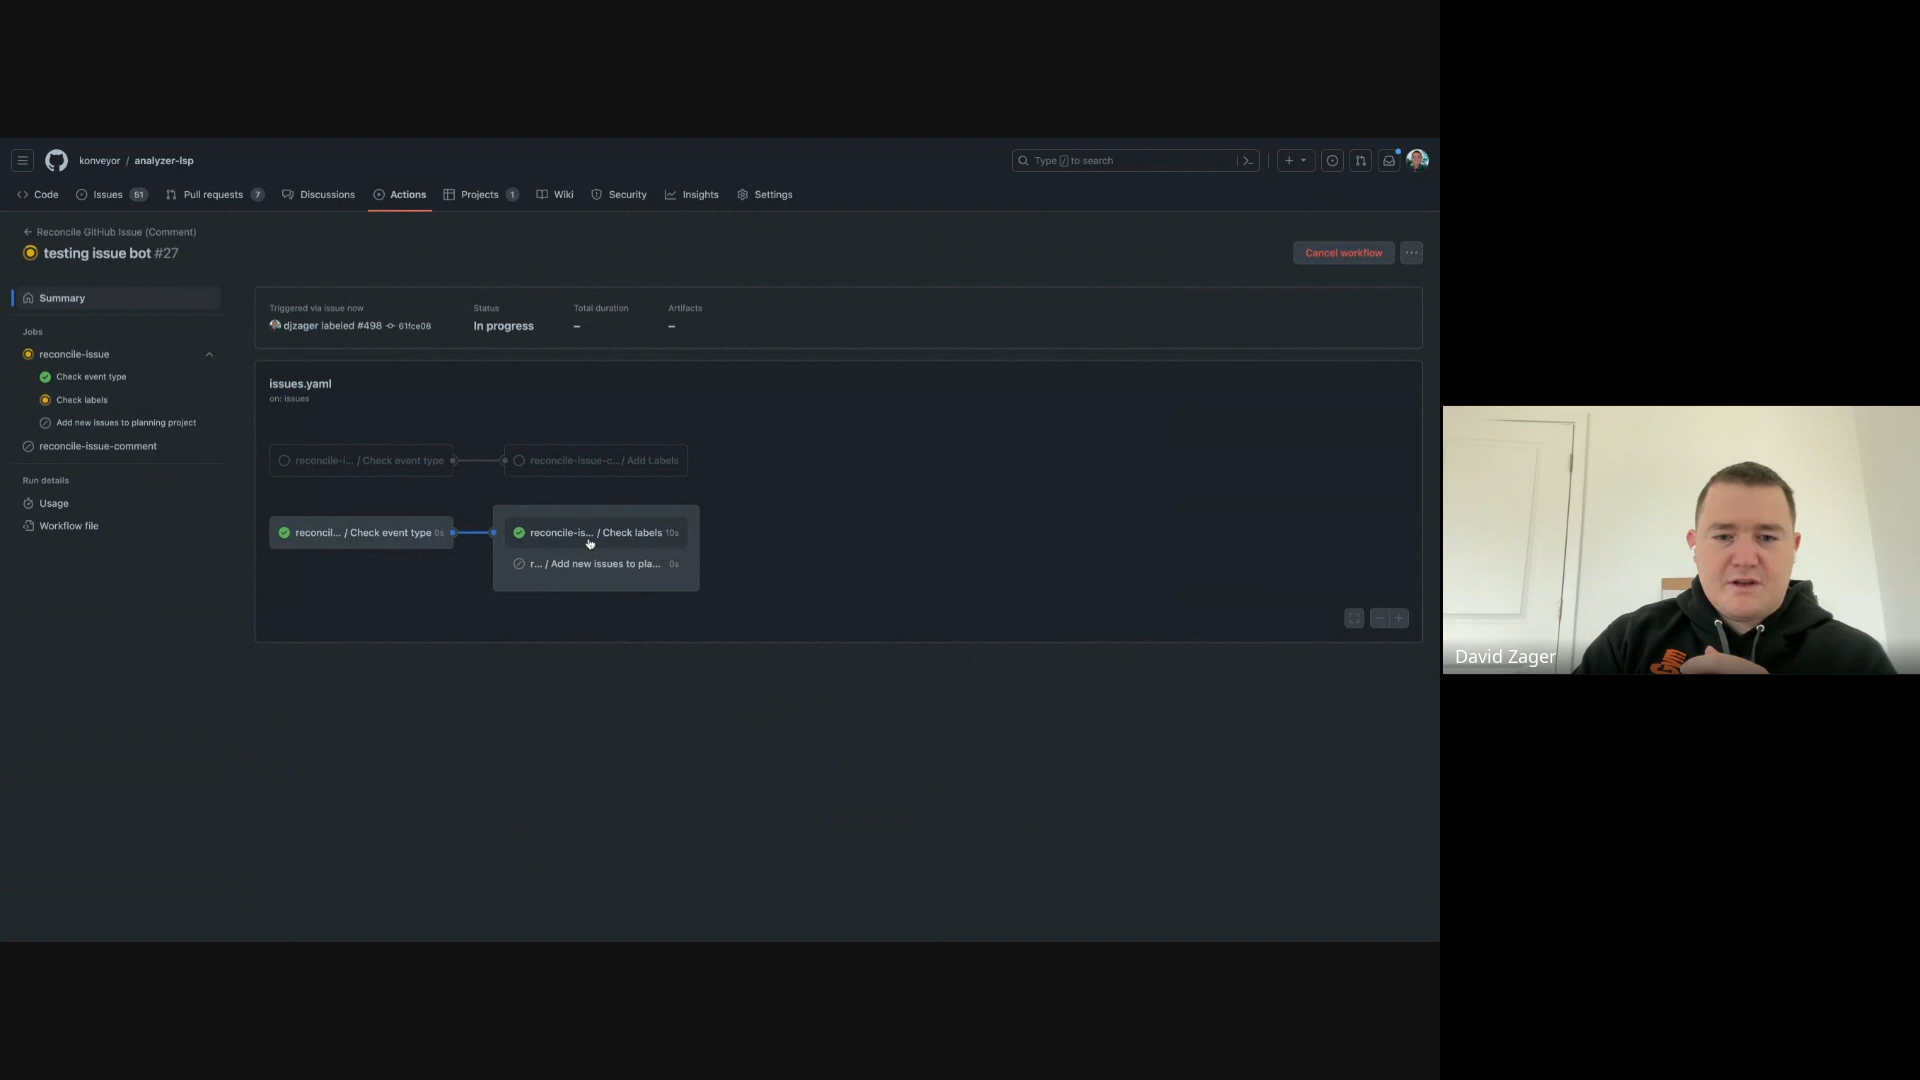 konveyor / analyzer-lsp
Type / to search
Code
Issues 51
Pull requests 7
Discussions
Actions
Projects 1
Wiki
Security
Insights
Settings
Reconcile GitHub Issue (Comment)
testing issue bot #27
Cancel workflow
Summary
Jobs
reconcile-issue
Check event type
Check labels
Add new issues to planning project
reconcile-issue-comment
Run details
Usage
Workflow file
Triggered via issue now
djzager labeled #498 61fce08
Status
In progress
Total duration
–
Artifacts
–
issues.yaml
on: issues
reconcile-i... / Check event type
reconcile-issue-c.../ Add Labels
reconcil... / Check event type 0s
reconcile-is... / Check labels 10s
r... / Add new issues to pla... 0s
David Zager